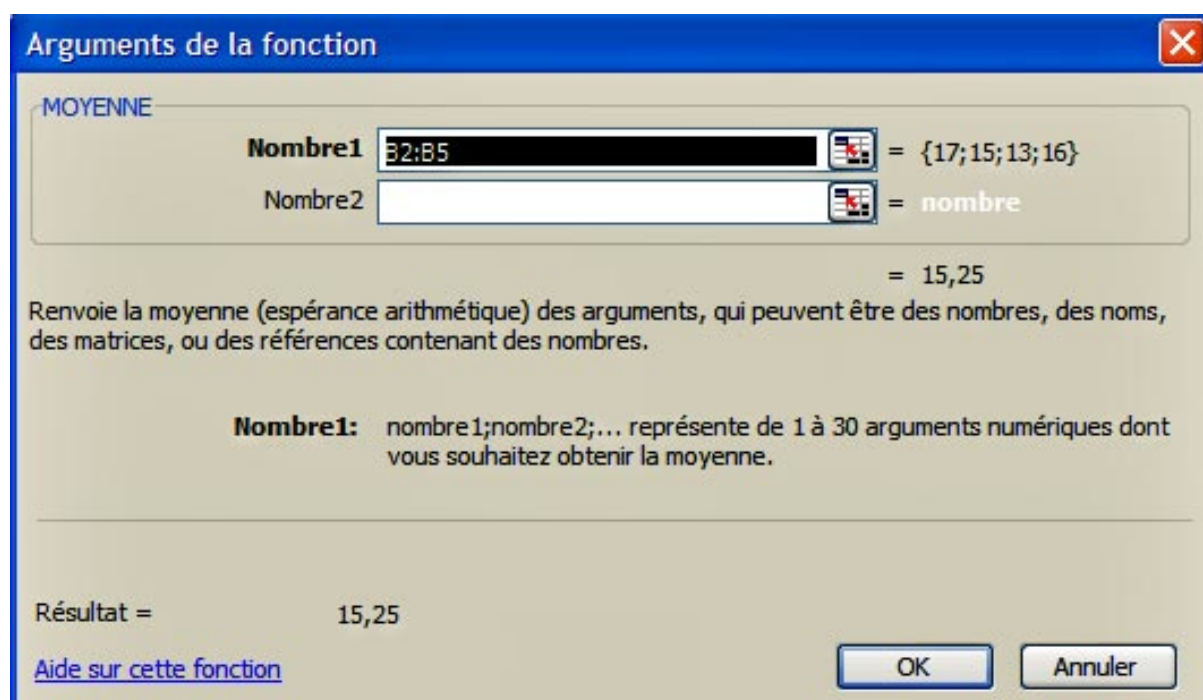 Arguments de la fonction
MOYENNE
Nombre1 B2:B5 = {17;15;13;16}
Nombre2 = nombre
= 15,25
Renvoie la moyenne (espérance arithmétique) des arguments, qui peuvent être des nombres, des noms,
des matrices, ou des références contenant des nombres.
Nombre1: nombre1;nombre2;... représente de 1 à 30 arguments numériques dont
vous souhaitez obtenir la moyenne.
Résultat = 15,25
Aide sur cette fonction
OK Annuler